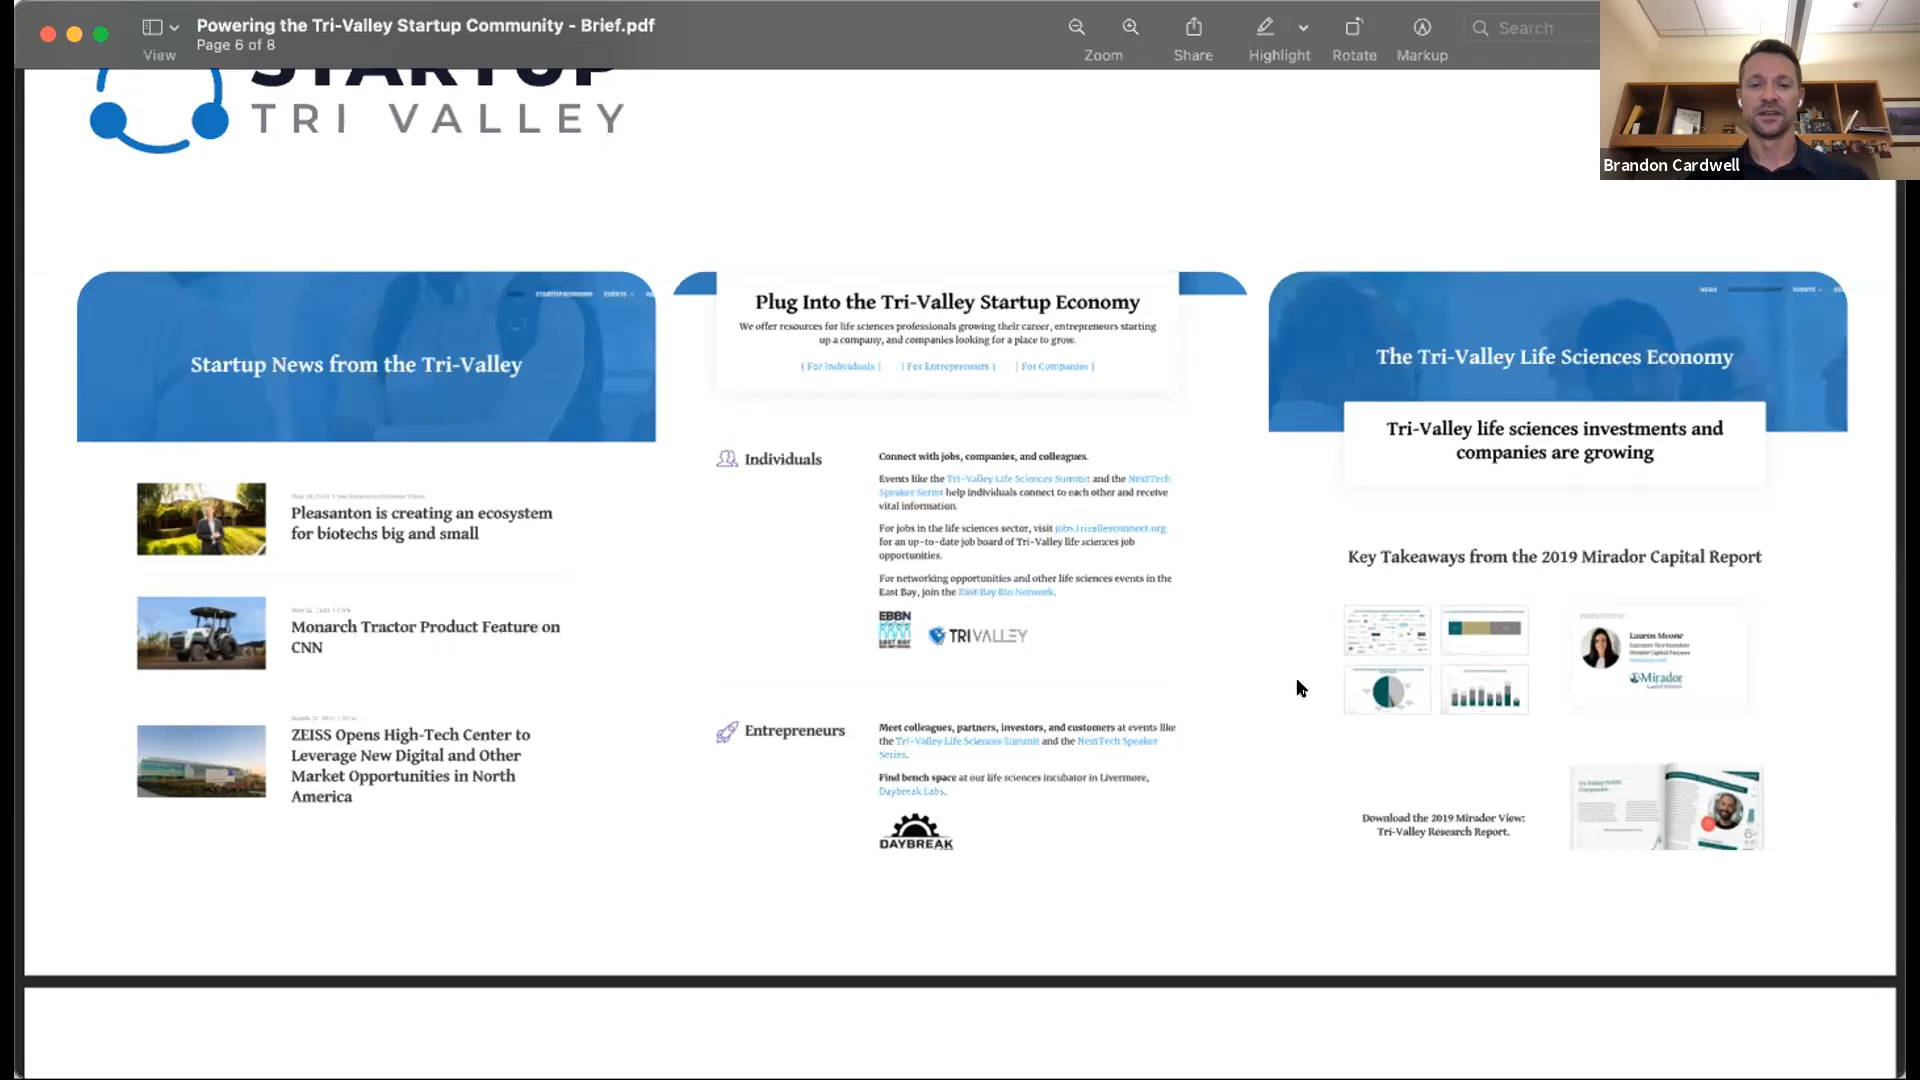 Powering the Tri-Valley Startup Community - Brief.pdf
Page 6 of 8
View
Zoom
Share
Highlight
Rotate
Markup
Search
Brandon Cardwell
STARTUP
TRI VALLEY
STARTUP ECONOMY EVENTS
Startup News from the Tri-Valley
Pleasanton is creating an ecosystem
for biotechs big and small
Monarch Tractor Product Feature on
CNN
ZEISS Opens High-Tech Center to
Leverage New Digital and Other
Market Opportunities in North
America
Plug Into the Tri-Valley Startup Economy
We offer resources for life sciences professionals growing their career, entrepreneurs starting
up a company, and companies looking for a place to grow.
[ For Individuals ] [ For Entrepreneurs ] [ For Companies ]
Individuals
Connect with jobs, companies, and colleagues.
Events like the Tri-Valley Life Sciences Summit and the NextTech
Speaker Series help individuals connect to each other and receive
vital information.
For jobs in the life sciences sector, visit jobs.trivalleyconnect.org
for an up-to-date job board of Tri-Valley life sciences job
opportunities.
For networking opportunities and other life sciences events in the
East Bay, join the East Bay Bio Network.
EBBN
EAST BAY
BIO NETWORK
TRIVALLEY
Entrepreneurs
Meet colleagues, partners, investors, and customers at events like
the Tri-Valley Life Sciences Summit and the NextTech Speaker
Series.
Find bench space at our life sciences incubator in Livermore,
Daybreak Labs.
DAYBREAK
NEWS EVENTS
The Tri-Valley Life Sciences Economy
Tri-Valley life sciences investments and
companies are growing
Key Takeaways from the 2019 Mirador Capital Report
Lauren Moone
Mirador
Download the 2019 Mirador View:
Tri-Valley Research Report.